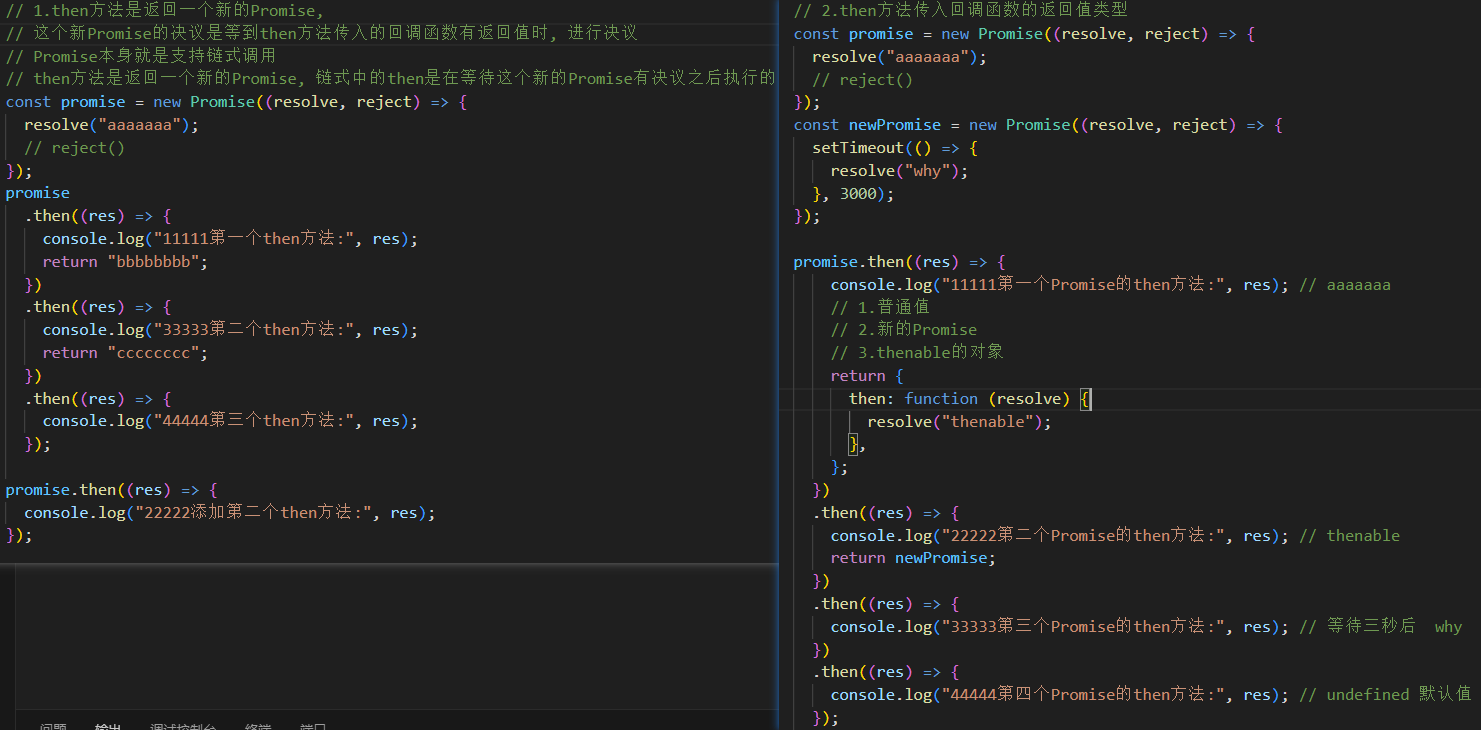 // 1.then方法是返回一个新的Promise,
// 这个新Promise的决议是等到then方法传入的回调函数有返回值时, 进行决议
// Promise本身就是支持链式调用
// then方法是返回一个新的Promise, 链式中的then是在等待这个新的Promise有决议之后执行的
const promise = new Promise((resolve, reject) => {
  resolve("aaaaaaa");
  // reject()
});
promise
  .then((res) => {
    console.log("11111第一个then方法:", res);
    return "bbbbbbbb";
  })
  .then((res) => {
    console.log("33333第二个then方法:", res);
    return "cccccccc";
  })
  .then((res) => {
    console.log("44444第三个then方法:", res);
  });

promise.then((res) => {
  console.log("22222添加第二个then方法:", res);
});
问题 输出 调试控制台 终端 端口
// 2.then方法传入回调函数的返回值类型
const promise = new Promise((resolve, reject) => {
  resolve("aaaaaaa");
  // reject()
});
const newPromise = new Promise((resolve, reject) => {
  setTimeout(() => {
    resolve("why");
  }, 3000);
});

promise.then((res) => {
    console.log("11111第一个Promise的then方法:", res); // aaaaaaa
    // 1.普通值
    // 2.新的Promise
    // 3.thenable的对象
    return {
      then: function (resolve) {
        resolve("thenable");
      },
    };
  })
  .then((res) => {
    console.log("22222第二个Promise的then方法:", res); // thenable
    return newPromise;
  })
  .then((res) => {
    console.log("33333第三个Promise的then方法:", res); // 等待三秒后  why
  })
  .then((res) => {
    console.log("44444第四个Promise的then方法:", res); // undefined 默认值
  });